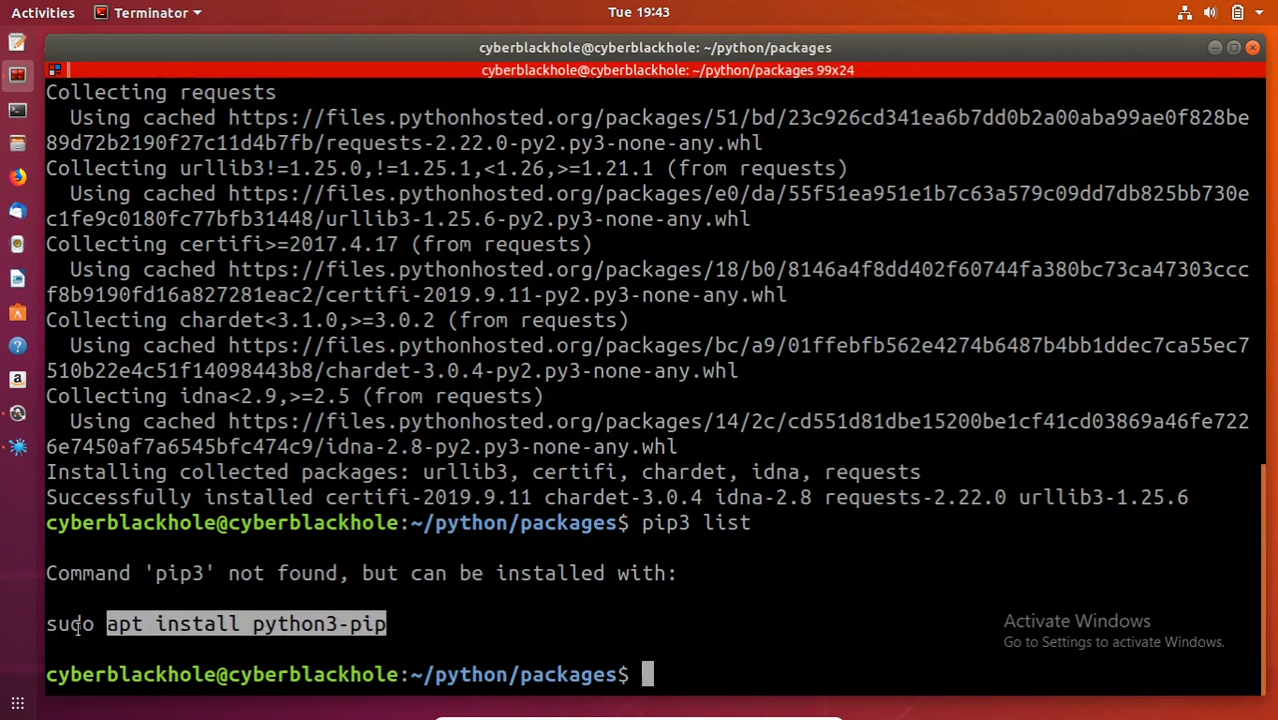 Activities Terminator Tue 19:43
cyberblackhole@cyberblackhole: ~/python/packages
cyberblackhole@cyberblackhole: ~/python/packages 99x24
Collecting requests
  Using cached https://files.pythonhosted.org/packages/51/bd/23c926cd341ea6b7dd0b2a00aba99ae0f828be
89d72b2190f27c11d4b7fb/requests-2.22.0-py2.py3-none-any.whl
Collecting urllib3!=1.25.0,!=1.25.1,<1.26,>=1.21.1 (from requests)
  Using cached https://files.pythonhosted.org/packages/e0/da/55f51ea951e1b7c63a579c09dd7db825bb730e
c1fe9c0180fc77bfb31448/urllib3-1.25.6-py2.py3-none-any.whl
Collecting certifi>=2017.4.17 (from requests)
  Using cached https://files.pythonhosted.org/packages/18/b0/8146a4f8dd402f60744fa380bc73ca47303ccc
f8b9190fd16a827281eac2/certifi-2019.9.11-py2.py3-none-any.whl
Collecting chardet<3.1.0,>=3.0.2 (from requests)
  Using cached https://files.pythonhosted.org/packages/bc/a9/01ffebfb562e4274b6487b4bb1ddec7ca55ec7
510b22e4c51f14098443b8/chardet-3.0.4-py2.py3-none-any.whl
Collecting idna<2.9,>=2.5 (from requests)
  Using cached https://files.pythonhosted.org/packages/14/2c/cd551d81dbe15200be1cf41cd03869a46fe722
6e7450af7a6545bfc474c9/idna-2.8-py2.py3-none-any.whl
Installing collected packages: urllib3, certifi, chardet, idna, requests
Successfully installed certifi-2019.9.11 chardet-3.0.4 idna-2.8 requests-2.22.0 urllib3-1.25.6
cyberblackhole@cyberblackhole:~/python/packages$ pip3 list
Command 'pip3' not found, but can be installed with:
sudo apt install python3-pip
Activate Windows
Go to Settings to activate Windows.
cyberblackhole@cyberblackhole:~/python/packages$